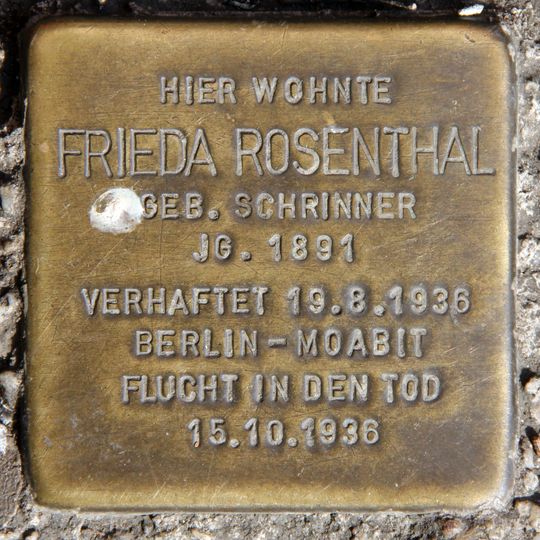 HIER WOHNTE
FRIEDA ROSENTHAL
GEB. SCHRINNER
JG. 1891
VERHAFTET 19.8.1936
BERLIN-MOABIT
FLUCHT IN DEN TOD
15.10.1936